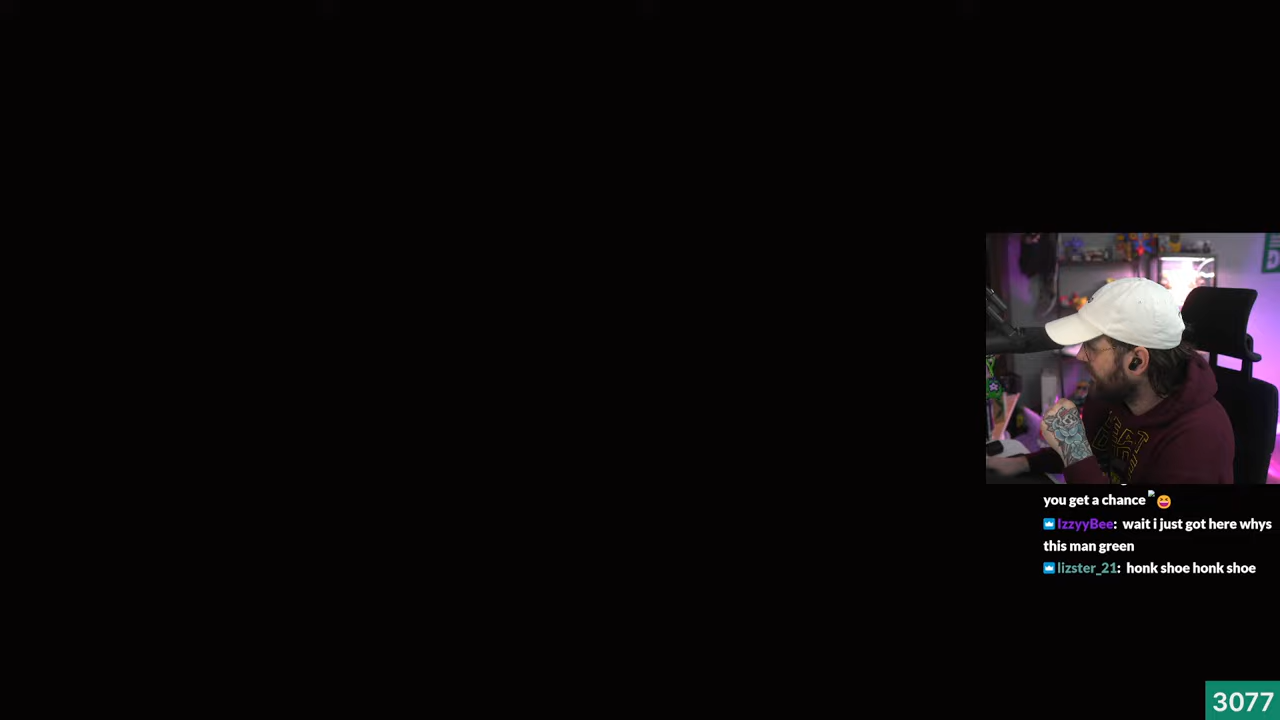 you get a chance
IzzyyBee: wait i just got here whys
this man green
lizster_21: honk shoe honk shoe
3077